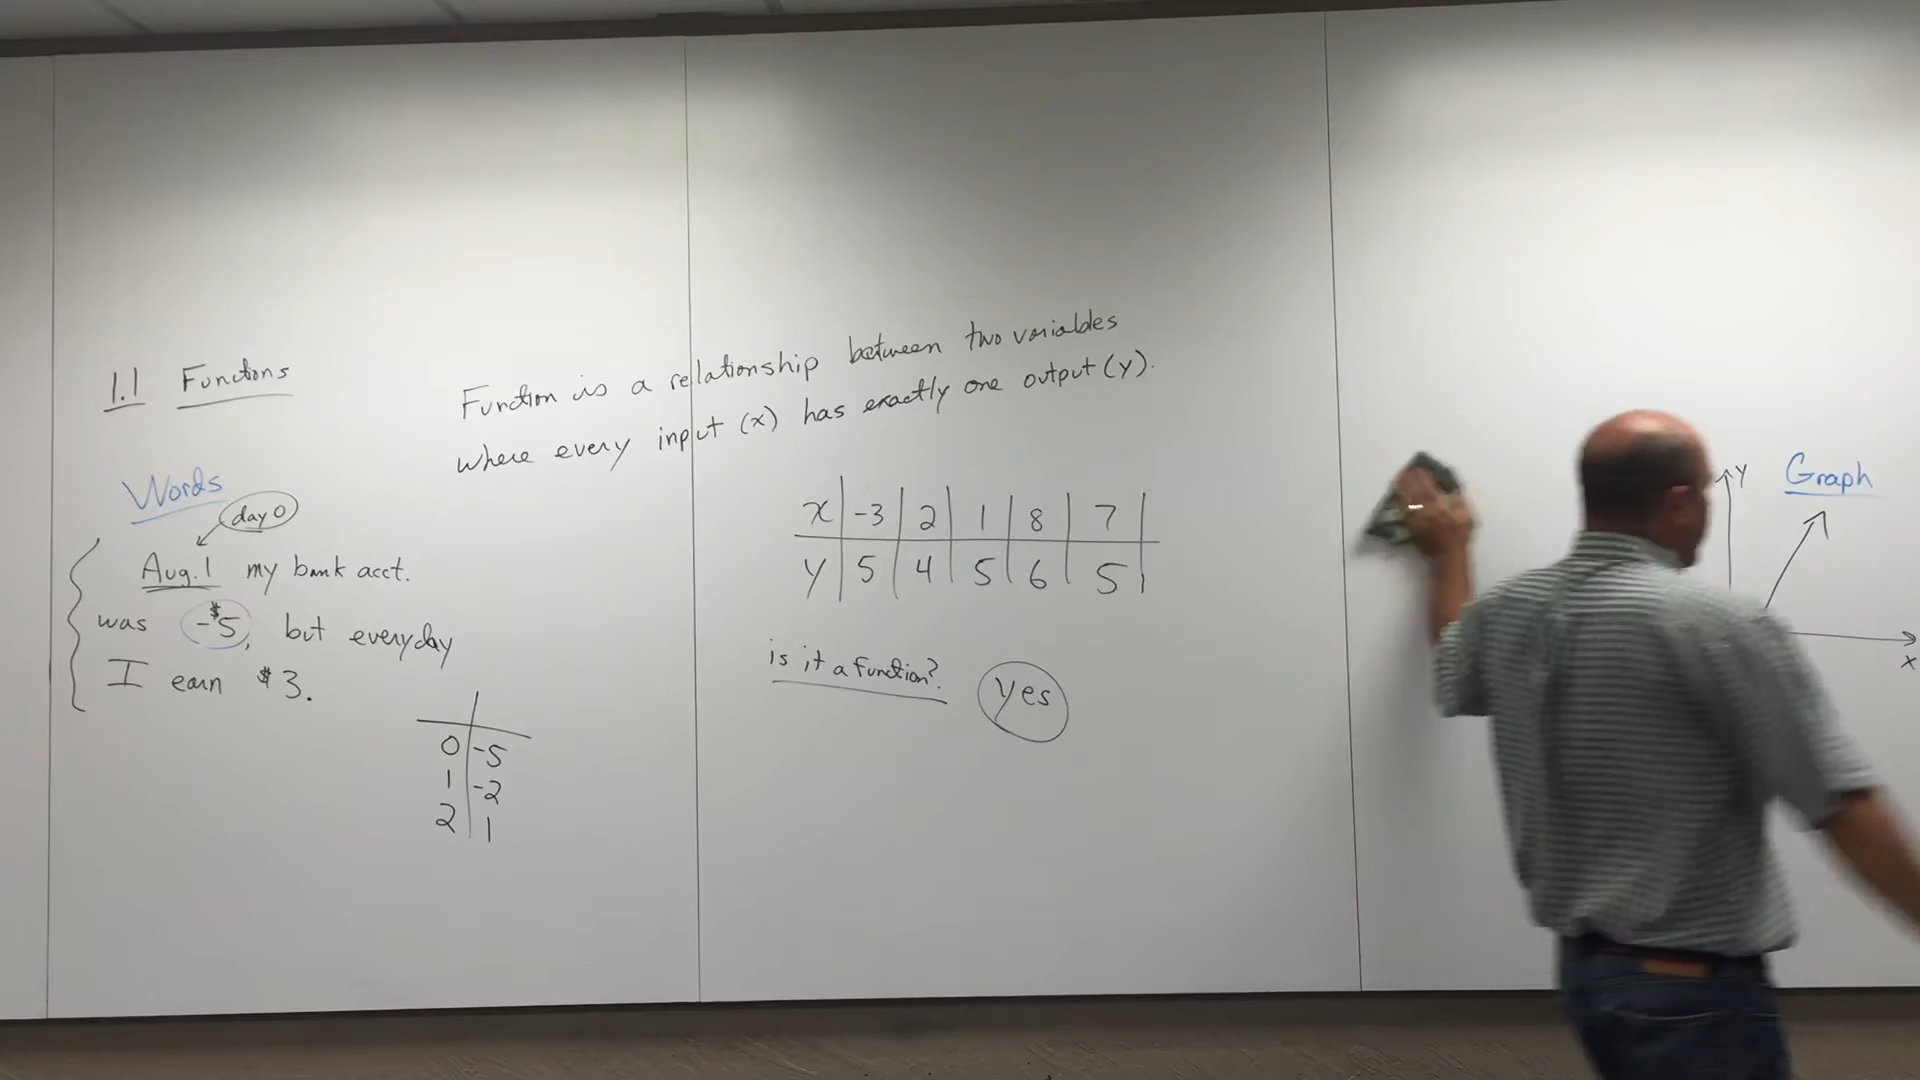 1.1 Functions
Function is a relationship between two variables
where every input (x) has exactly one output (y).
Words
day 0
Aug. 1 my bank acct.
was -$5, but everyday
I earn $3.
0 -5
1 -2
2 1
x -3 2 1 8 7
y 5 4 5 6 5
is it a function? yes
Graph
y
x